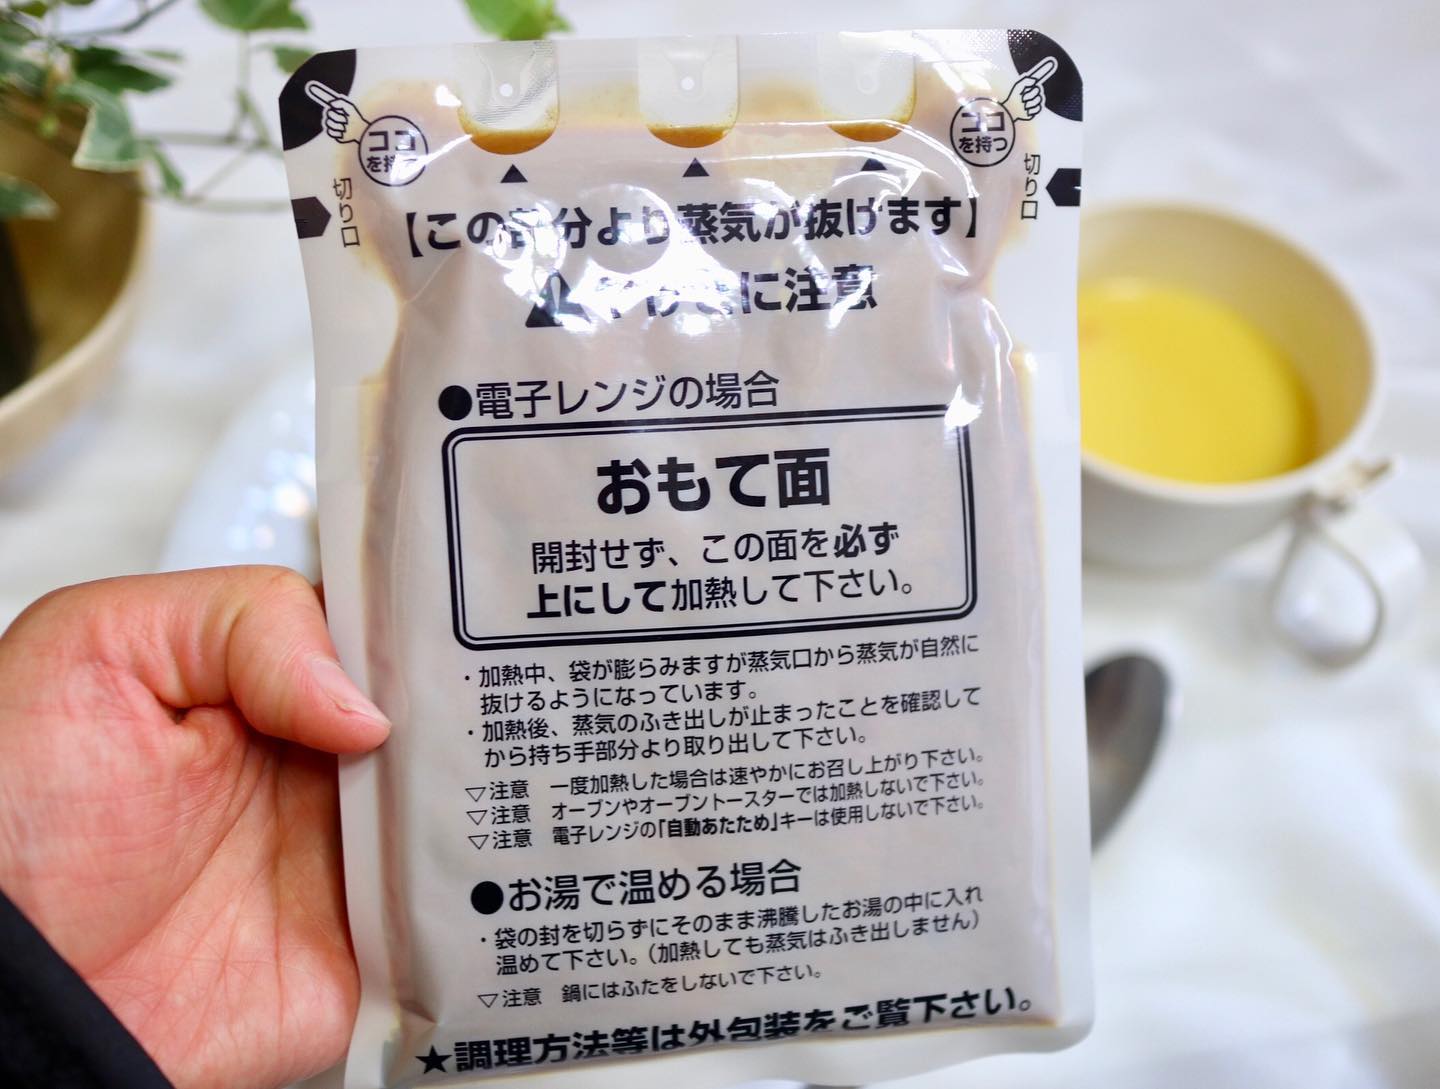 ココ
を持つ
ココ
を持つ
切り口
切り口
【この部分より蒸気が抜けます】
に注意
●電子レンジの場合
おもて面
開封せず、この面を必ず
上にして加熱して下さい。
・加熱中、袋が膨らみますが蒸気口から蒸気が自然に
抜けるようになっています。
・加熱後、蒸気のふき出しが止まったことを確認して
から持ち手部分より取り出して下さい。
▽注意 一度加熱した場合は速やかにお召し上がり下さい。
▽注意 オーブンやオーブントースターでは加熱しないで下さい。
▽注意 電子レンジの「自動あたため」キーは使用しないで下さい。
●お湯で温める場合
・袋の封を切らずにそのまま沸騰したお湯の中に入れ
温めて下さい。（加熱しても蒸気はふき出しません）
▽注意 鍋にはふたをしないで下さい。
★調理方法等は外包装をご覧下さい。